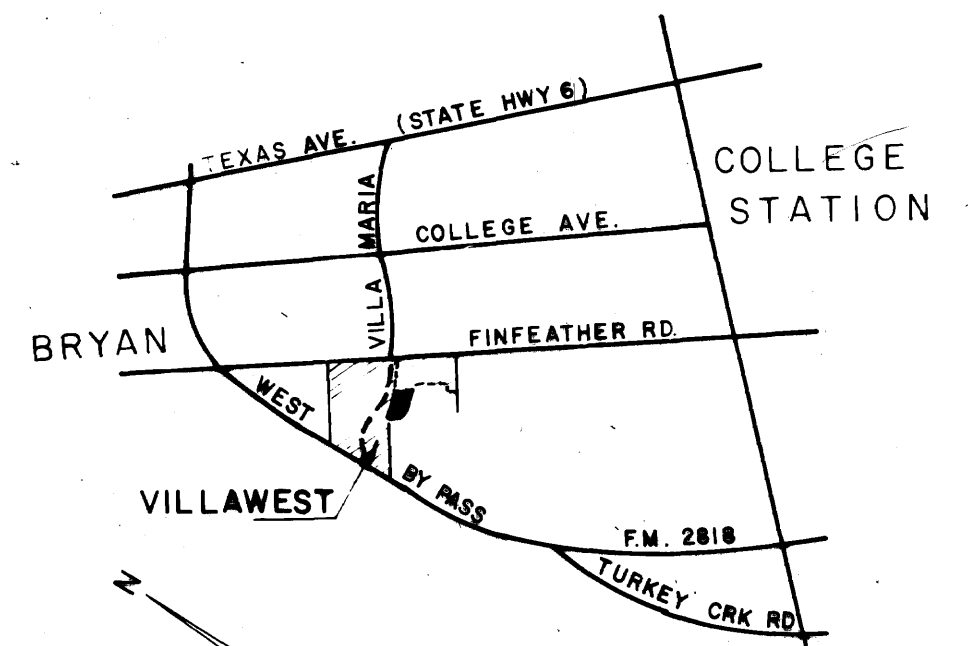 TEXAS AVE. (STATE HWY 6)
COLLEGE
STATION
VILLA MARIA
COLLEGE AVE.
BRYAN
FINFEATHER RD.
WEST BY PASS
VILLAWEST
F.M. 2818
TURKEY CRK RD
N